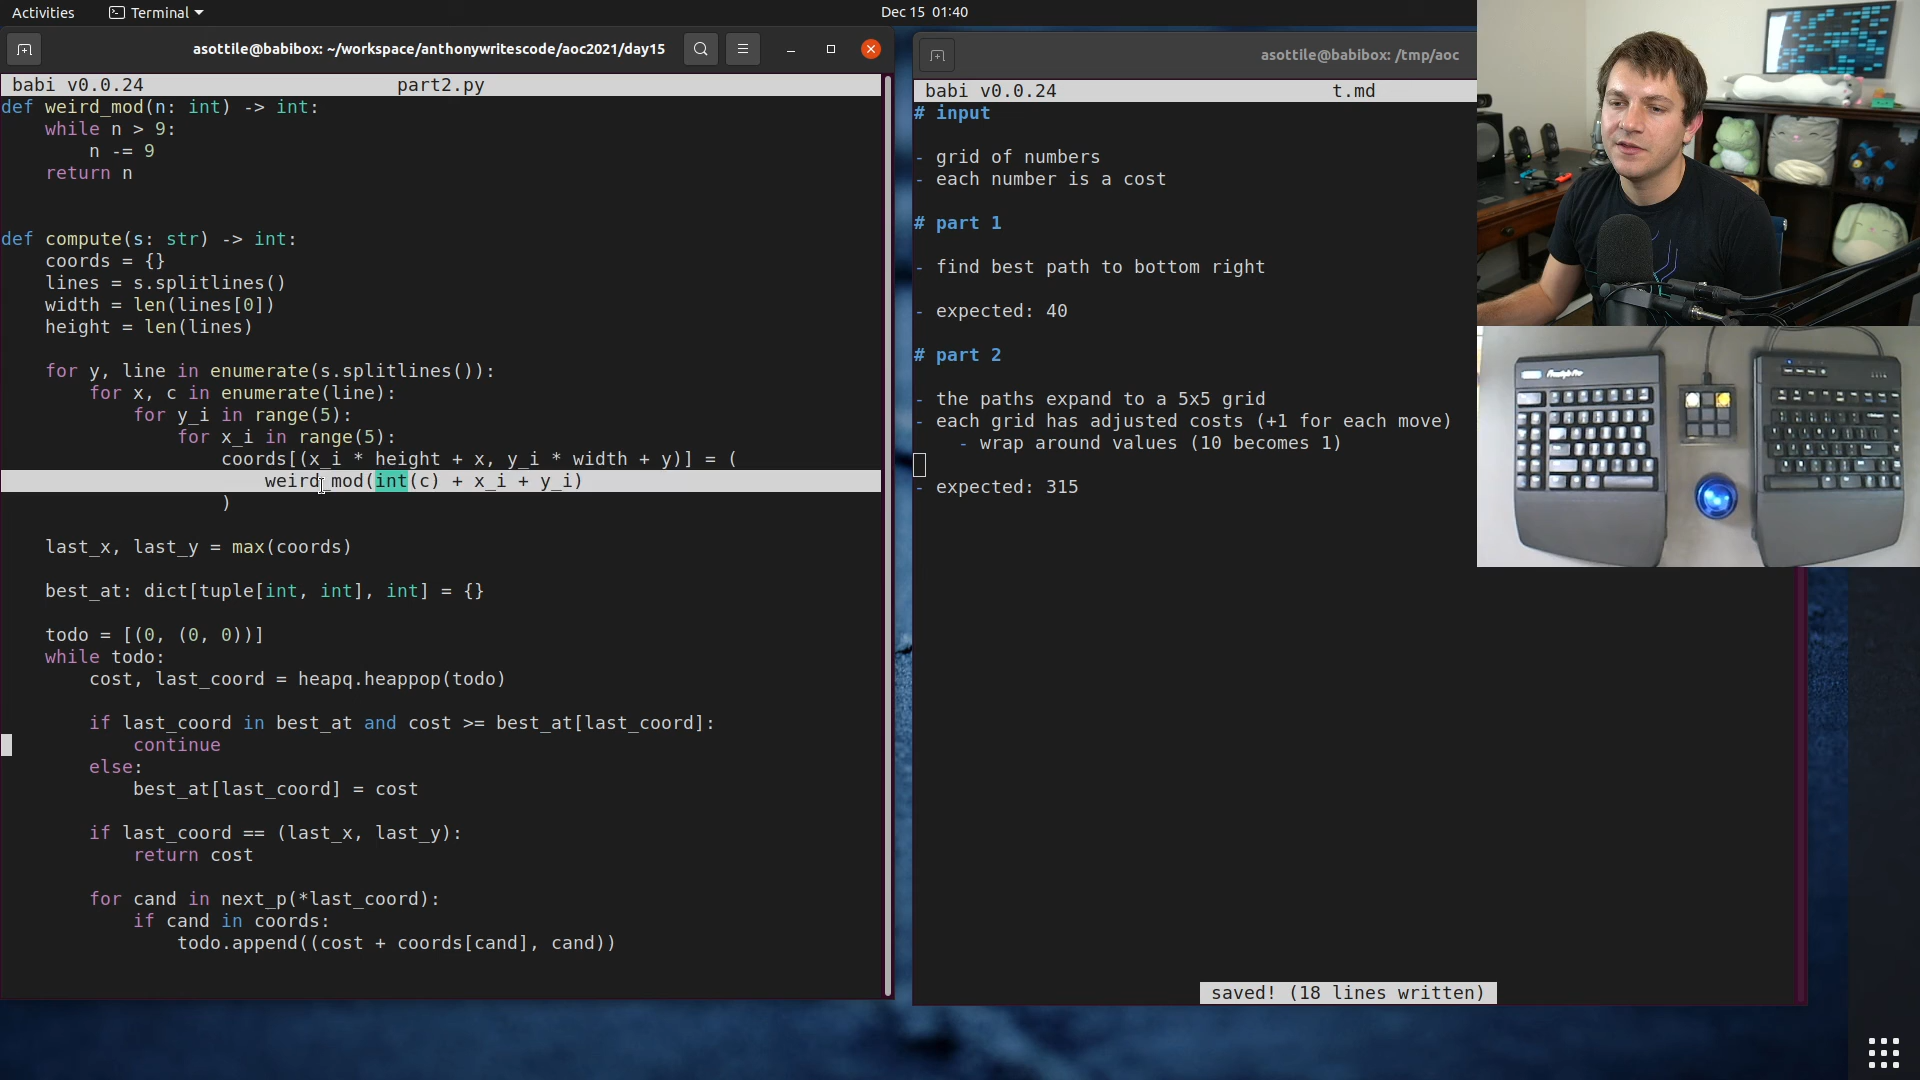 Activities
Terminal
Dec 15 01:40
asottile@babibox: ~/workspace/anthonywritescode/aoc2021/day15
babi v0.0.24
part2.py
def weird_mod(n: int) -> int:
    while n > 9:
        n -= 9
    return n
def compute(s: str) -> int:
    coords = {}
    lines = s.splitlines()
    width = len(lines[0])
    height = len(lines)
    for y, line in enumerate(s.splitlines()):
        for x, c in enumerate(line):
            for y_i in range(5):
                for x_i in range(5):
                    coords[(x_i * height + x, y_i * width + y)] = (
                        weird_mod(int(c) + x_i + y_i)
                    )
    last_x, last_y = max(coords)
    best_at: dict[tuple[int, int], int] = {}
    todo = [(0, (0, 0))]
    while todo:
        cost, last_coord = heapq.heappop(todo)
        if last_coord in best_at and cost >= best_at[last_coord]:
            continue
        else:
            best_at[last_coord] = cost
        if last_coord == (last_x, last_y):
            return cost
        for cand in next_p(*last_coord):
            if cand in coords:
                todo.append((cost + coords[cand], cand))
asottile@babibox: /tmp/aoc
babi v0.0.24
t.md
# input
- grid of numbers
- each number is a cost
# part 1
- find best path to bottom right
- expected: 40
# part 2
- the paths expand to a 5x5 grid
- each grid has adjusted costs (+1 for each move)
    - wrap around values (10 becomes 1)
- expected: 315
saved! (18 lines written)